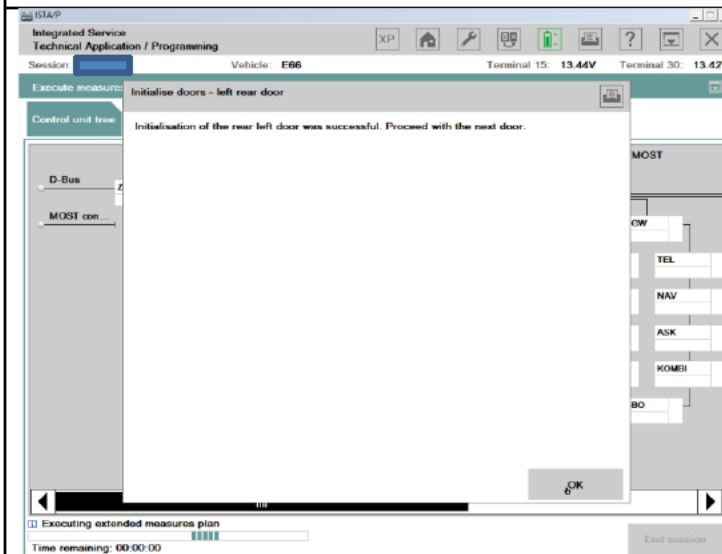 ISTA/P
Integrated Service
Technical Application / Programming
XP
?
Session:
Vehicle: E66
Terminal 15: 13.44V
Terminal 30: 13.42
Execute measure
Initialise doors - left rear door
Control unit tree
Initialisation of the rear left door was successful. Proceed with the next door.
MOST
D-Bus
Z
MOST con...
GW
TEL
NAV
ASK
KOMBI
BO
OK
Executing extended measures plan
Time remaining: 00:00:00
End session